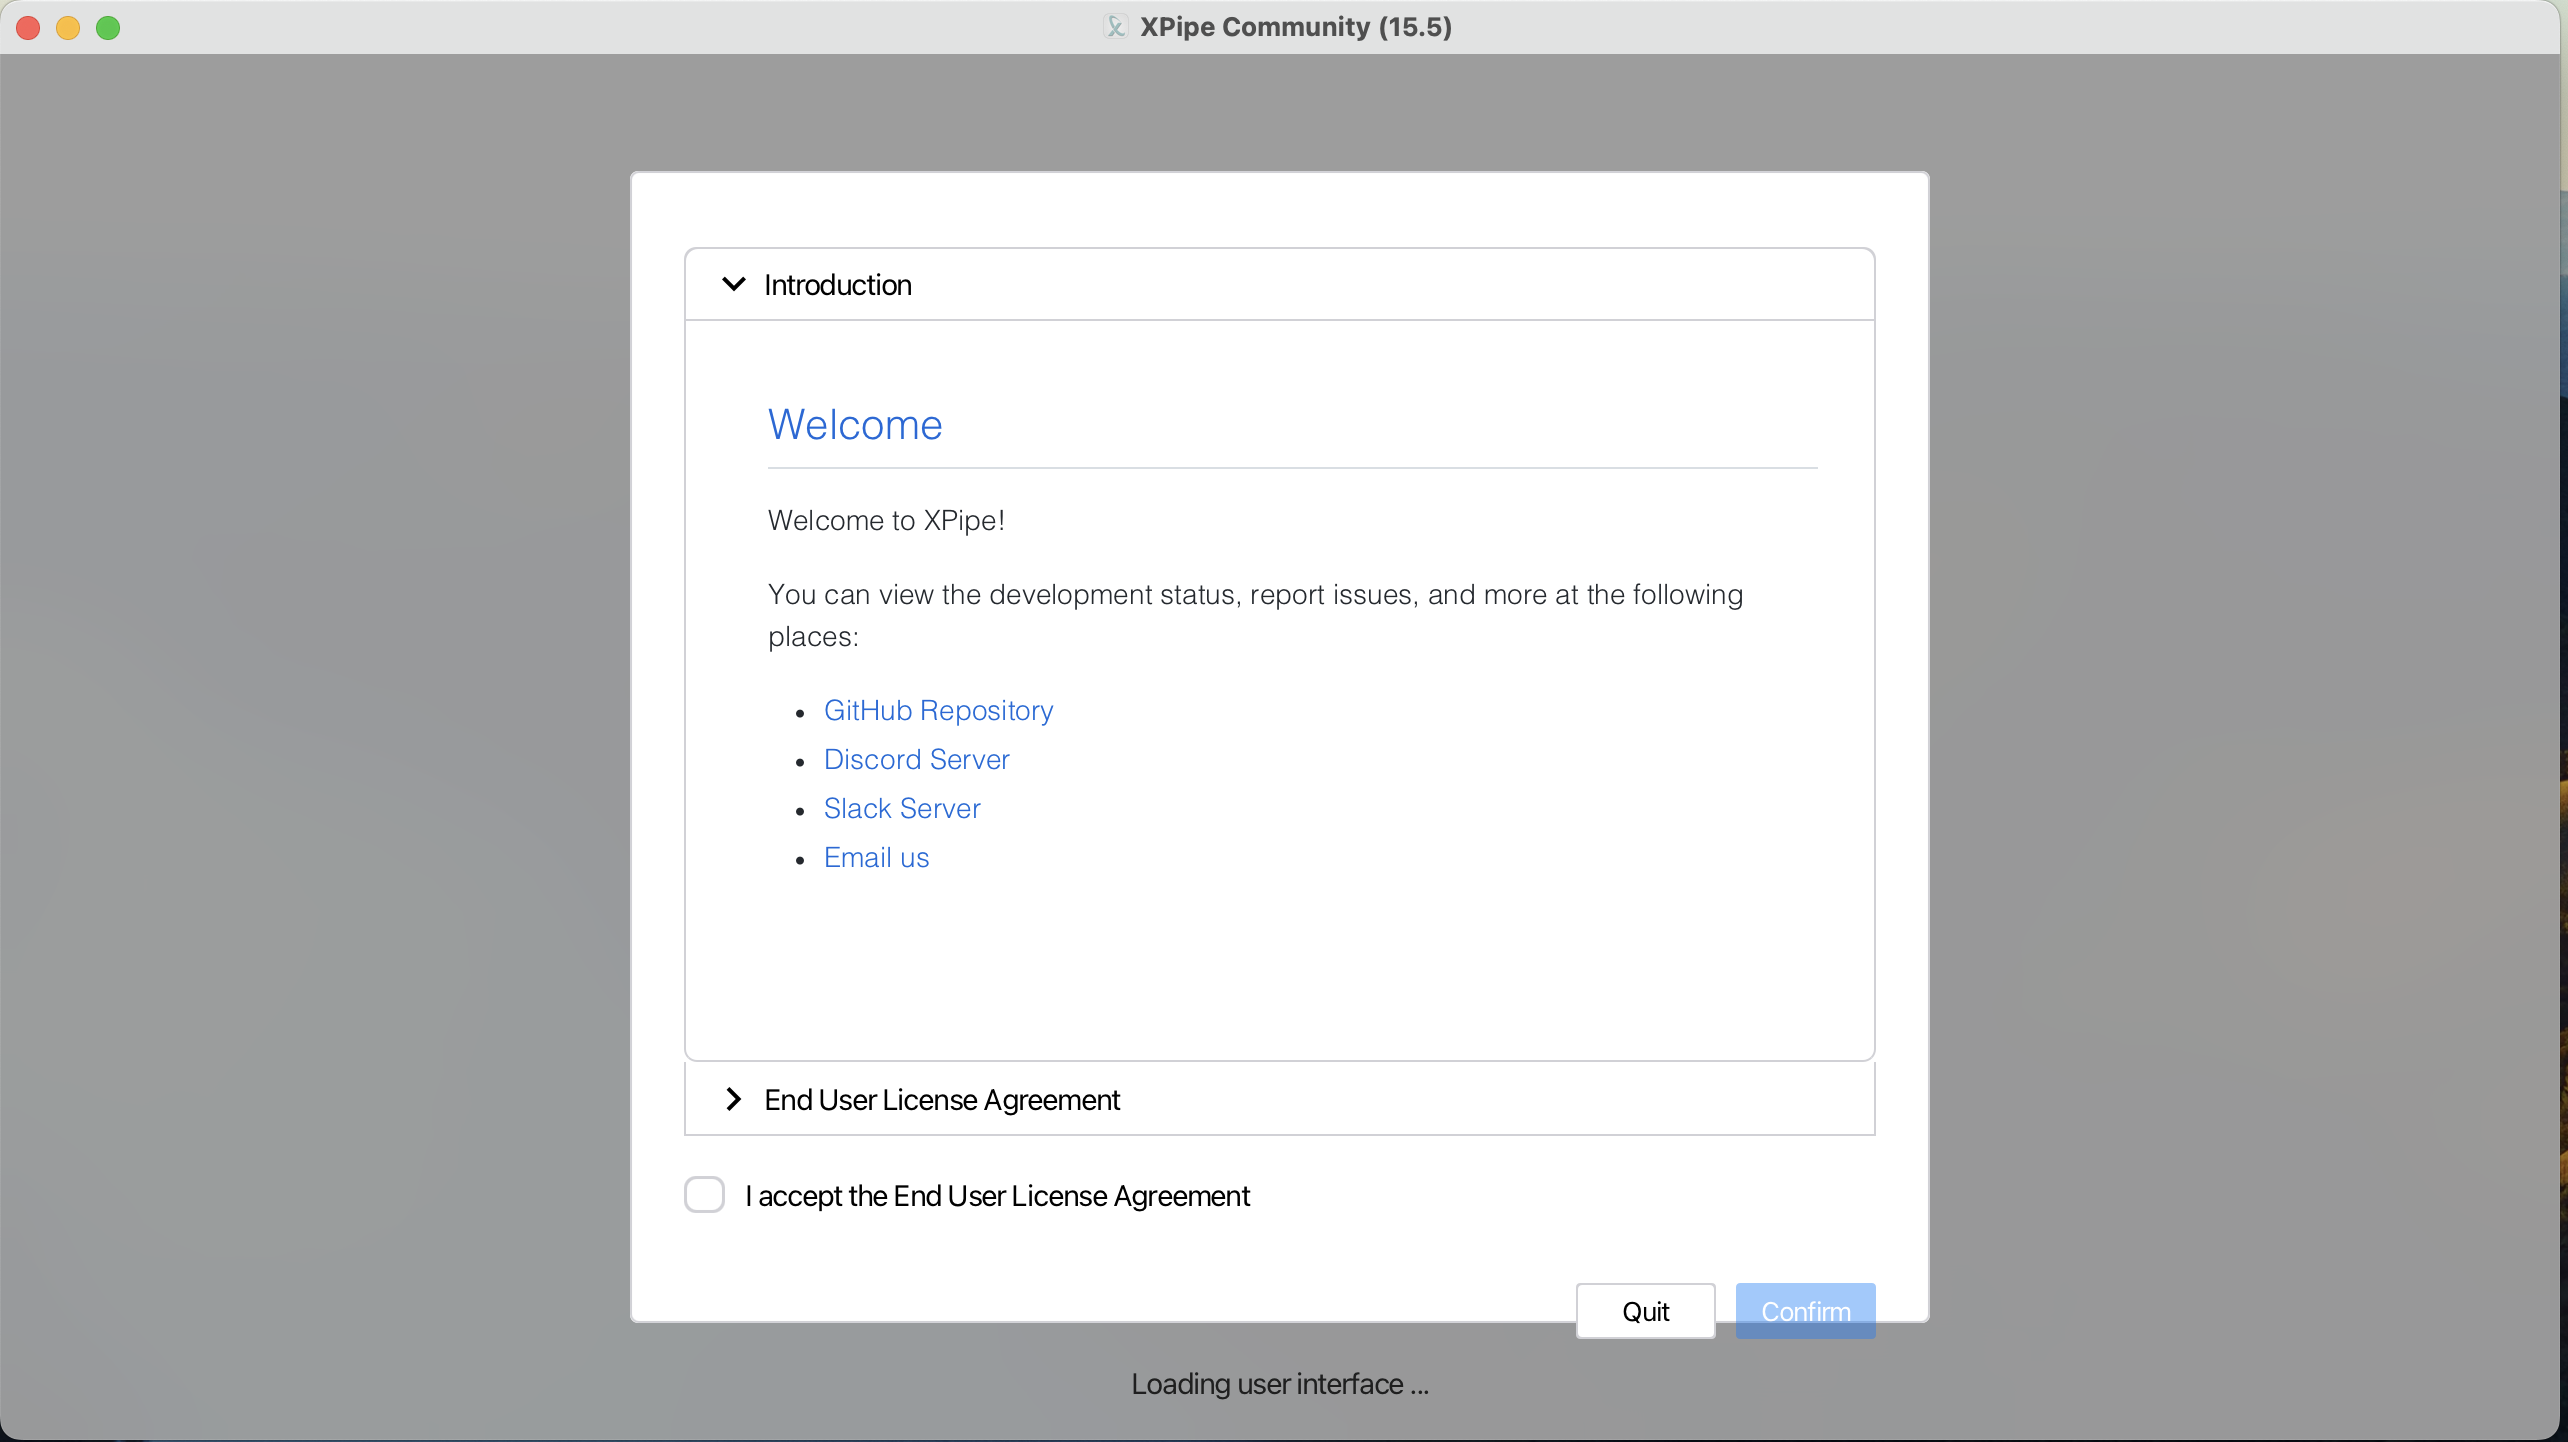 XPipe Community (15.5)
Introduction
Welcome
Welcome to XPipe!
You can view the development status, report issues, and more at the following
places:
GitHub Repository
Discord Server
Slack Server
Email us
End User License Agreement
I accept the End User License Agreement
Quit
Confirm
Loading user interface ...